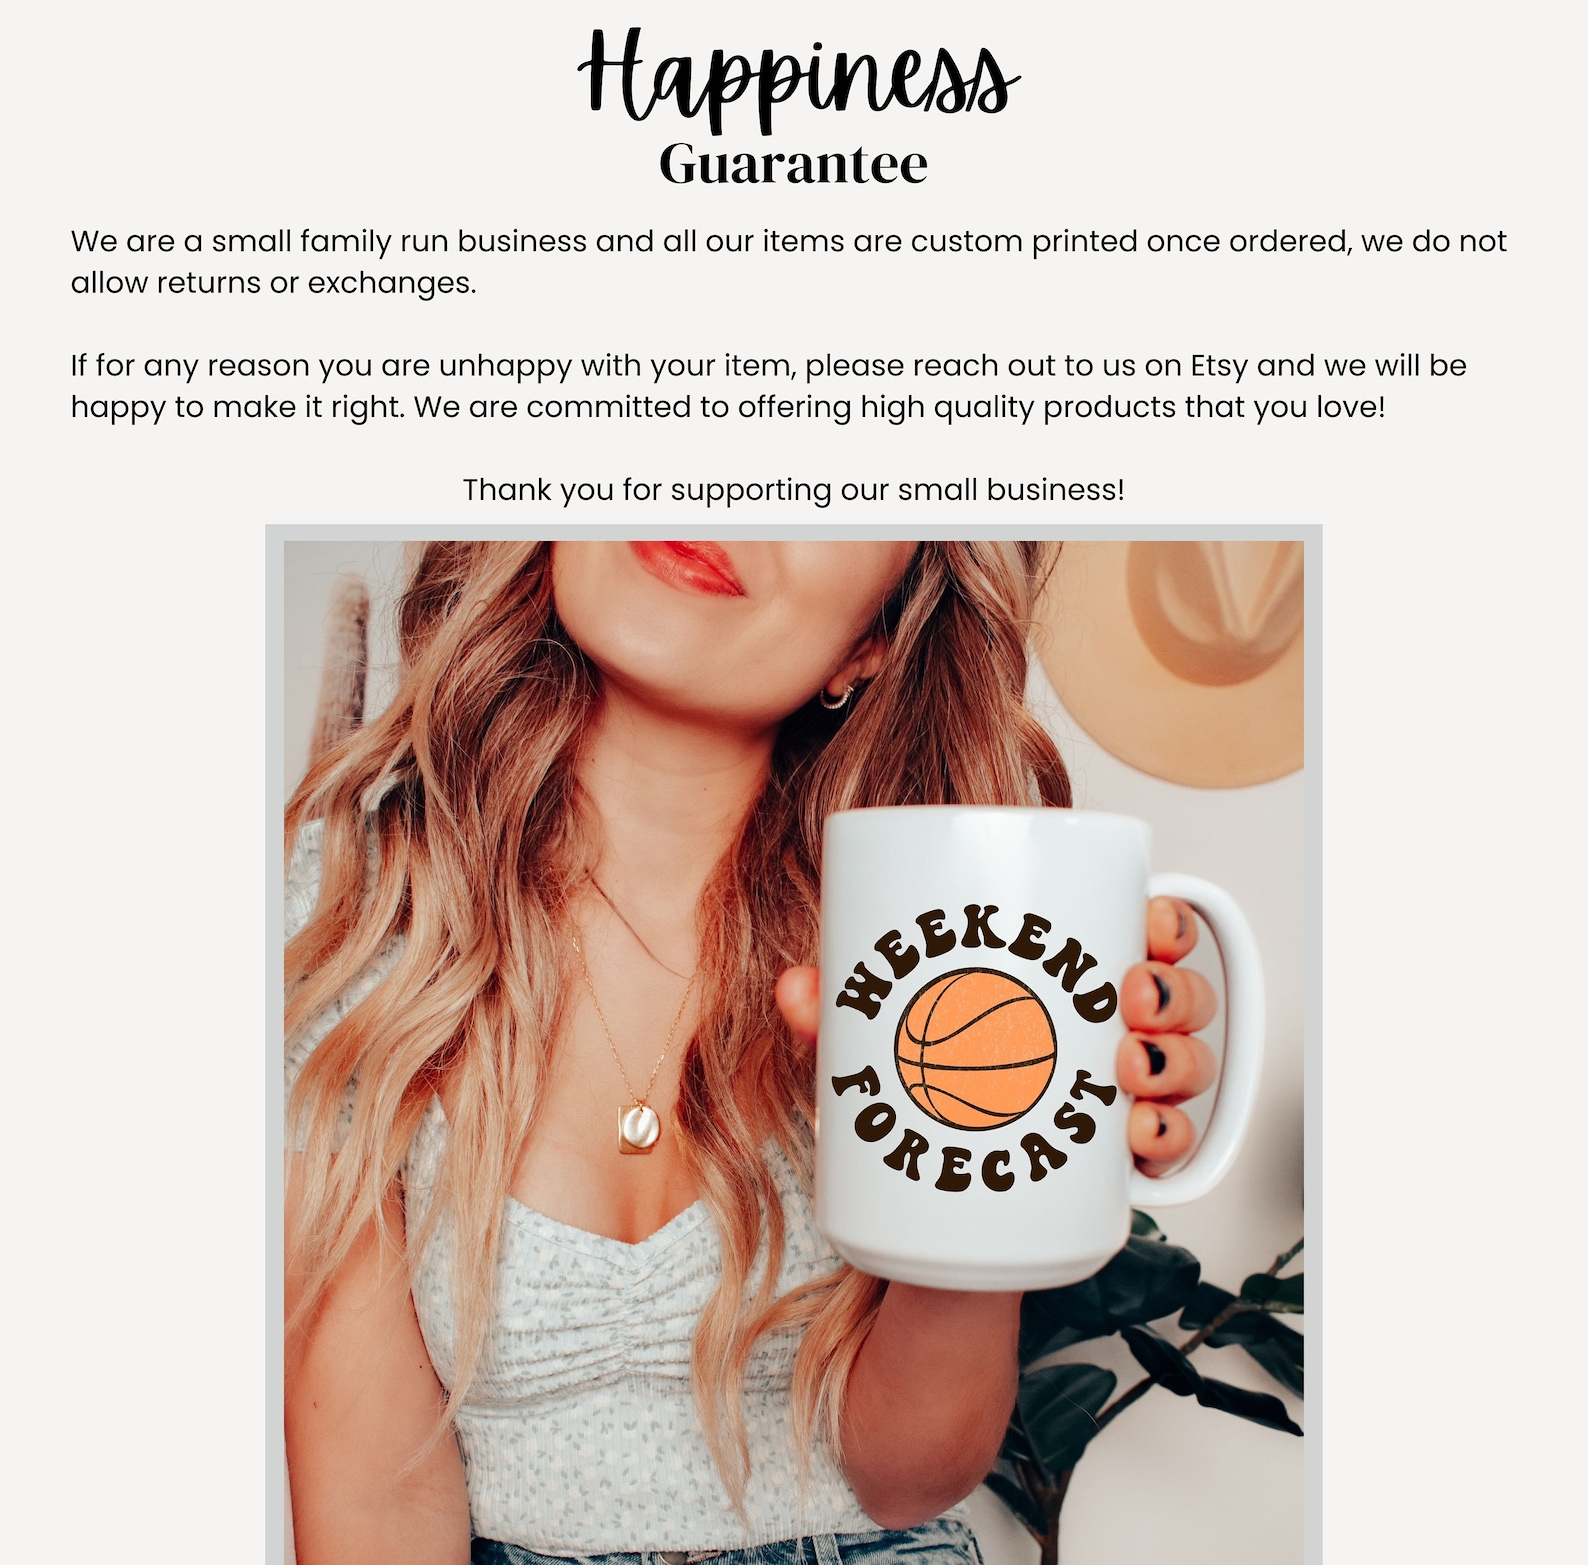 Happiness
Guarantee
We are a small family run business and all our items are custom printed once ordered, we do not
allow returns or exchanges.
If for any reason you are unhappy with your item, please reach out to us on Etsy and we will be
happy to make it right. We are committed to offering high quality products that you love!
Thank you for supporting our small business!
WEEKEND
FORECAST